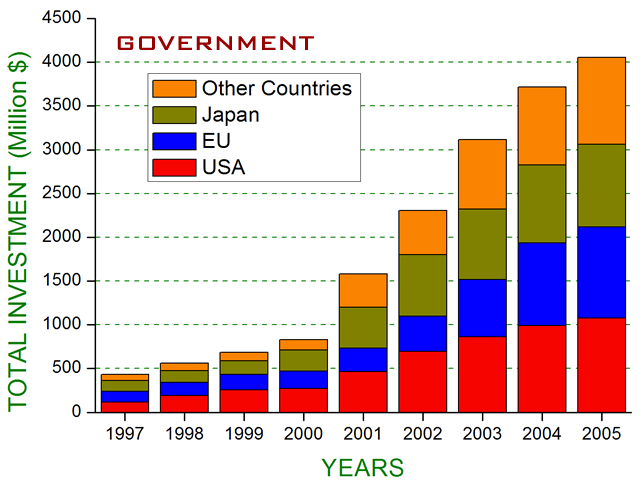 GOVERNMENT
Other Countries
Japan
EU
USA
TOTAL INVESTMENT (Million $)
4500
4000
3500
3000
2500
2000
1500
1000
500
0
1997 1998 1999 2000 2001 2002 2003 2004 2005
YEARS